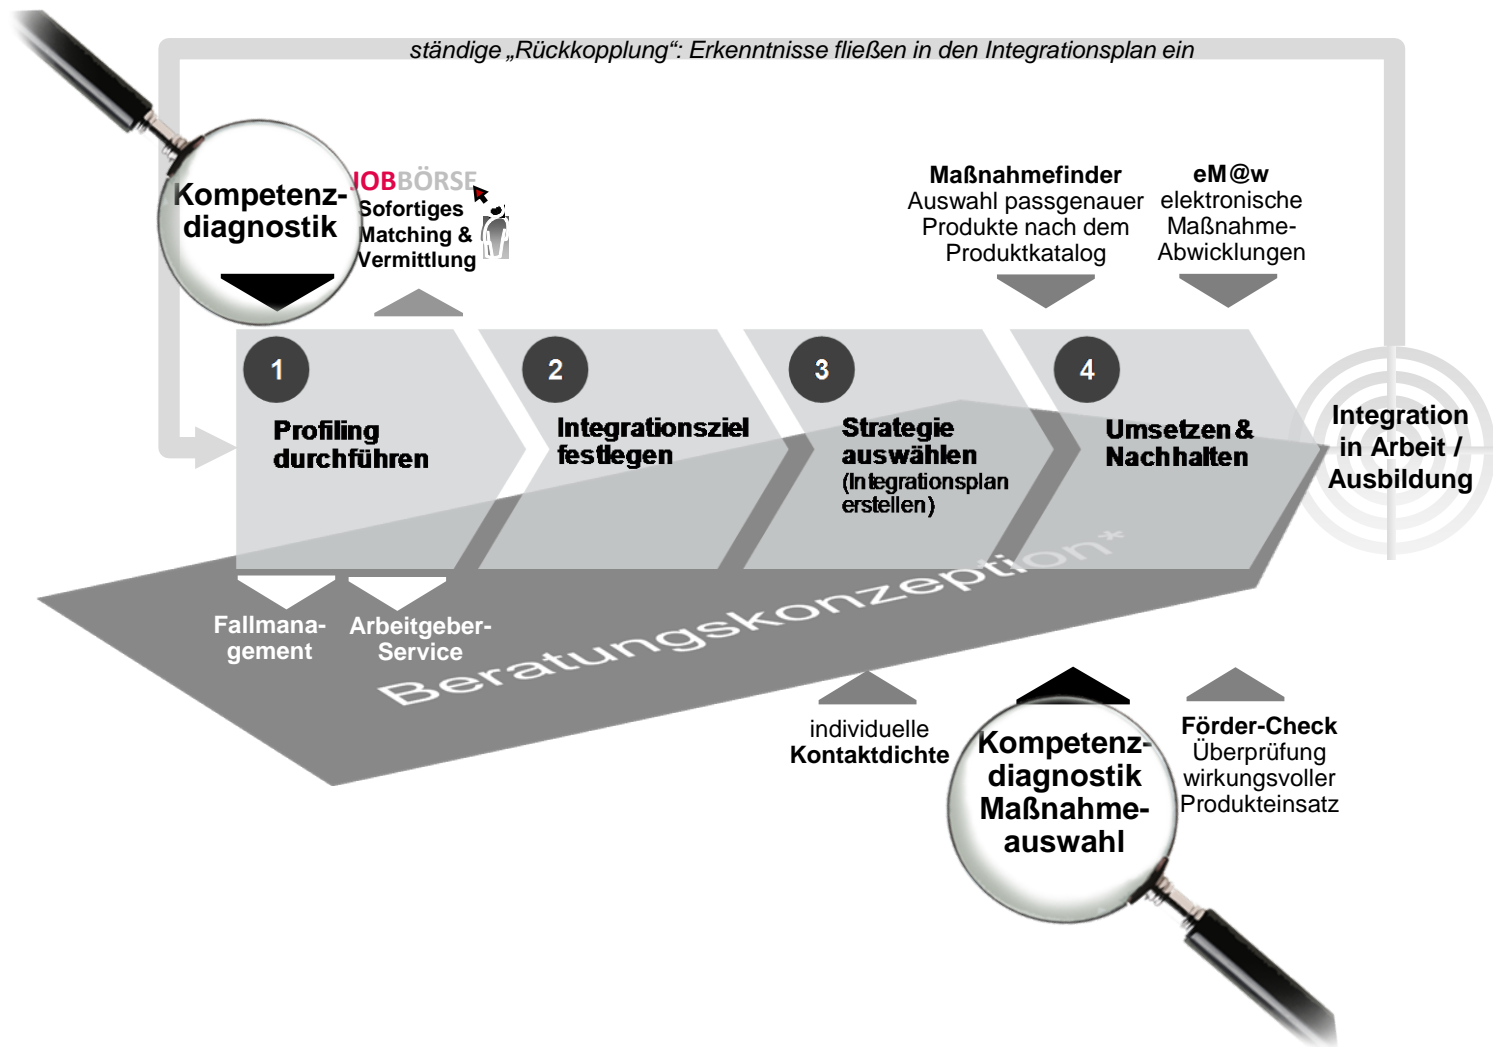 ständige „Rückkopplung“: Erkenntnisse fließen in den Integrationsplan ein
Kompetenz-
diagnostik
JOBBÖRSE
Sofortiges
Matching &
Vermittlung
Maßnahmefinder
Auswahl passgenauer
Produkte nach dem
Produktkatalog
eM@w
elektronische
Maßnahme-
Abwicklungen
1
Profiling
durchführen
2
Integrationsziel
festlegen
3
Strategie
auswählen
(Integrationsplan
erstellen)
4
Umsetzen &
Nachhalten
Integration
in Arbeit /
Ausbildung
Fallmana-
gement
Arbeitgeber-
Service
Beratungskonzeption*
individuelle
Kontaktdichte
Kompetenz-
diagnostik
Maßnahme-
auswahl
Förder-Check
Überprüfung
wirkungsvoller
Produkteinsatz